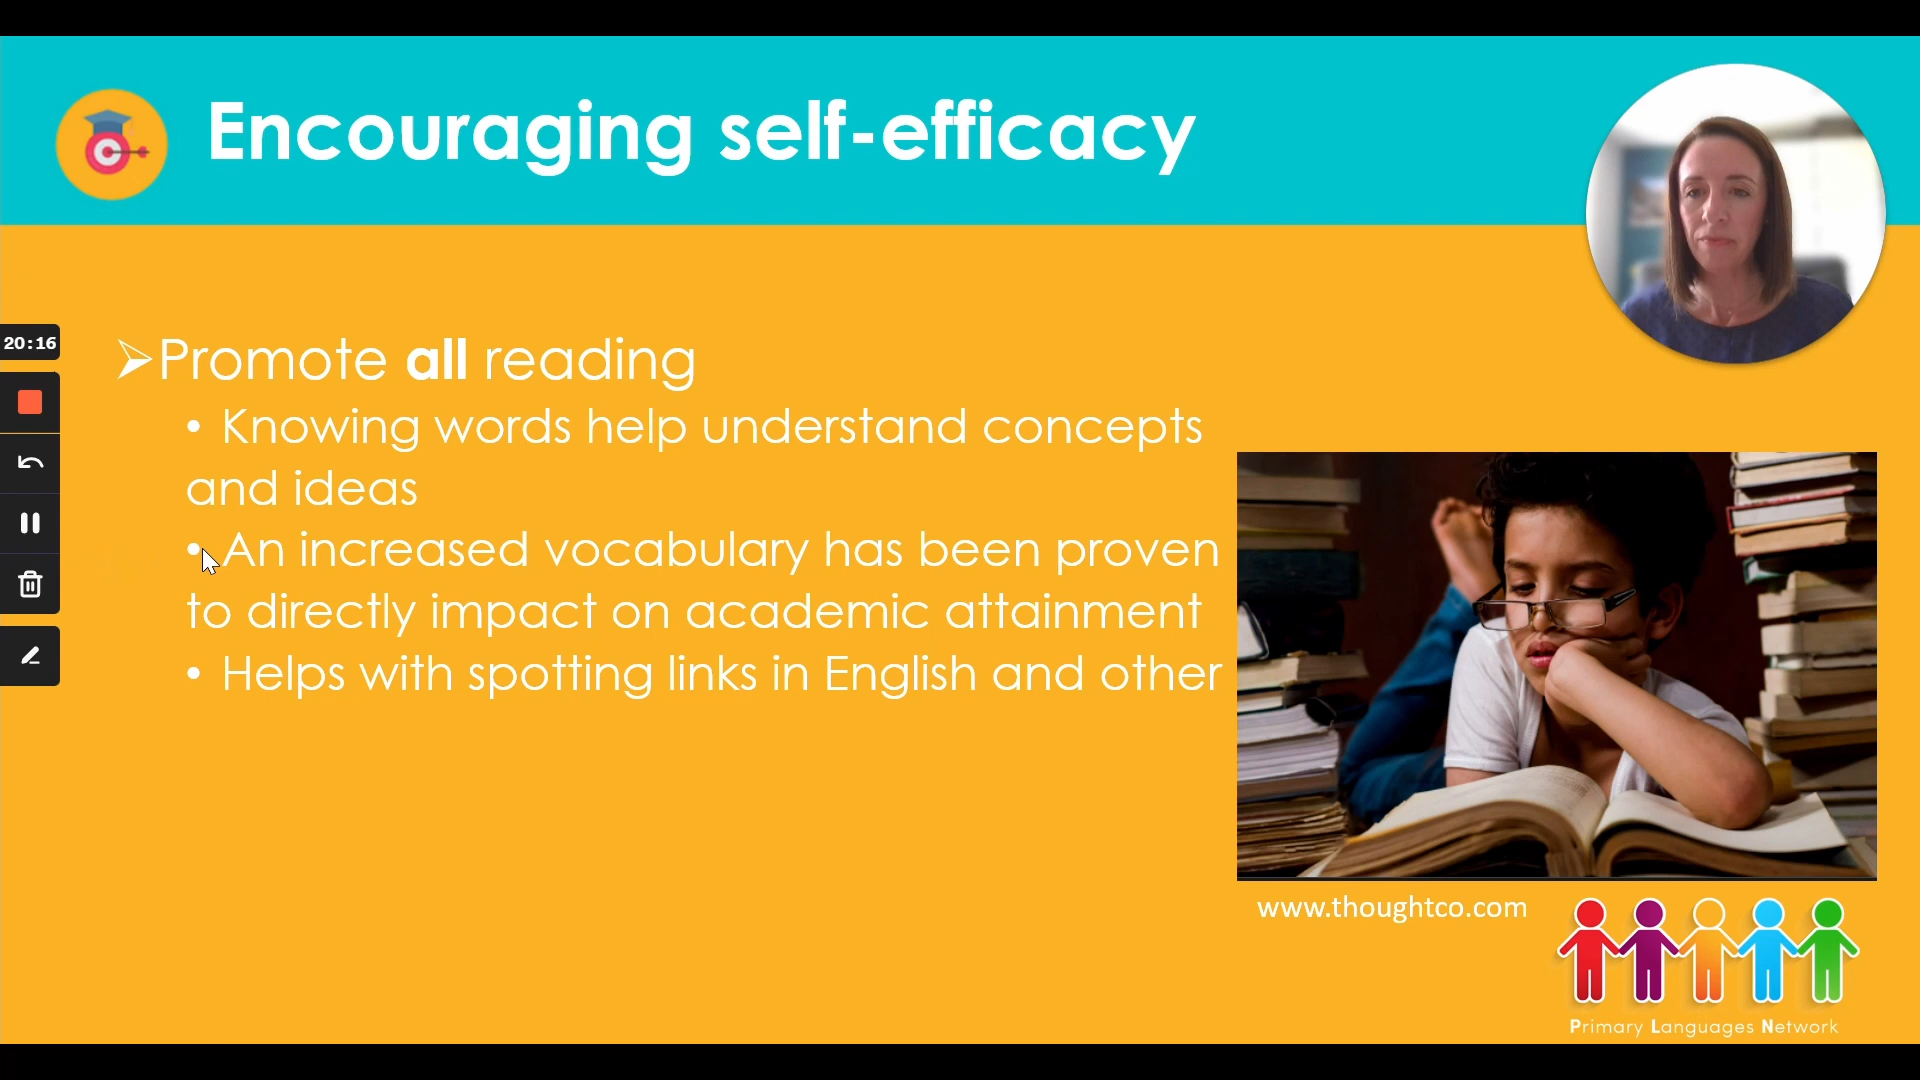 Encouraging self-efficacy
20:16
➢Promote all reading
• Knowing words help understand concepts
and ideas
• An increased vocabulary has been proven
to directly impact on academic attainment
• Helps with spotting links in English and other
www.thoughtco.com
Primary Languages Network